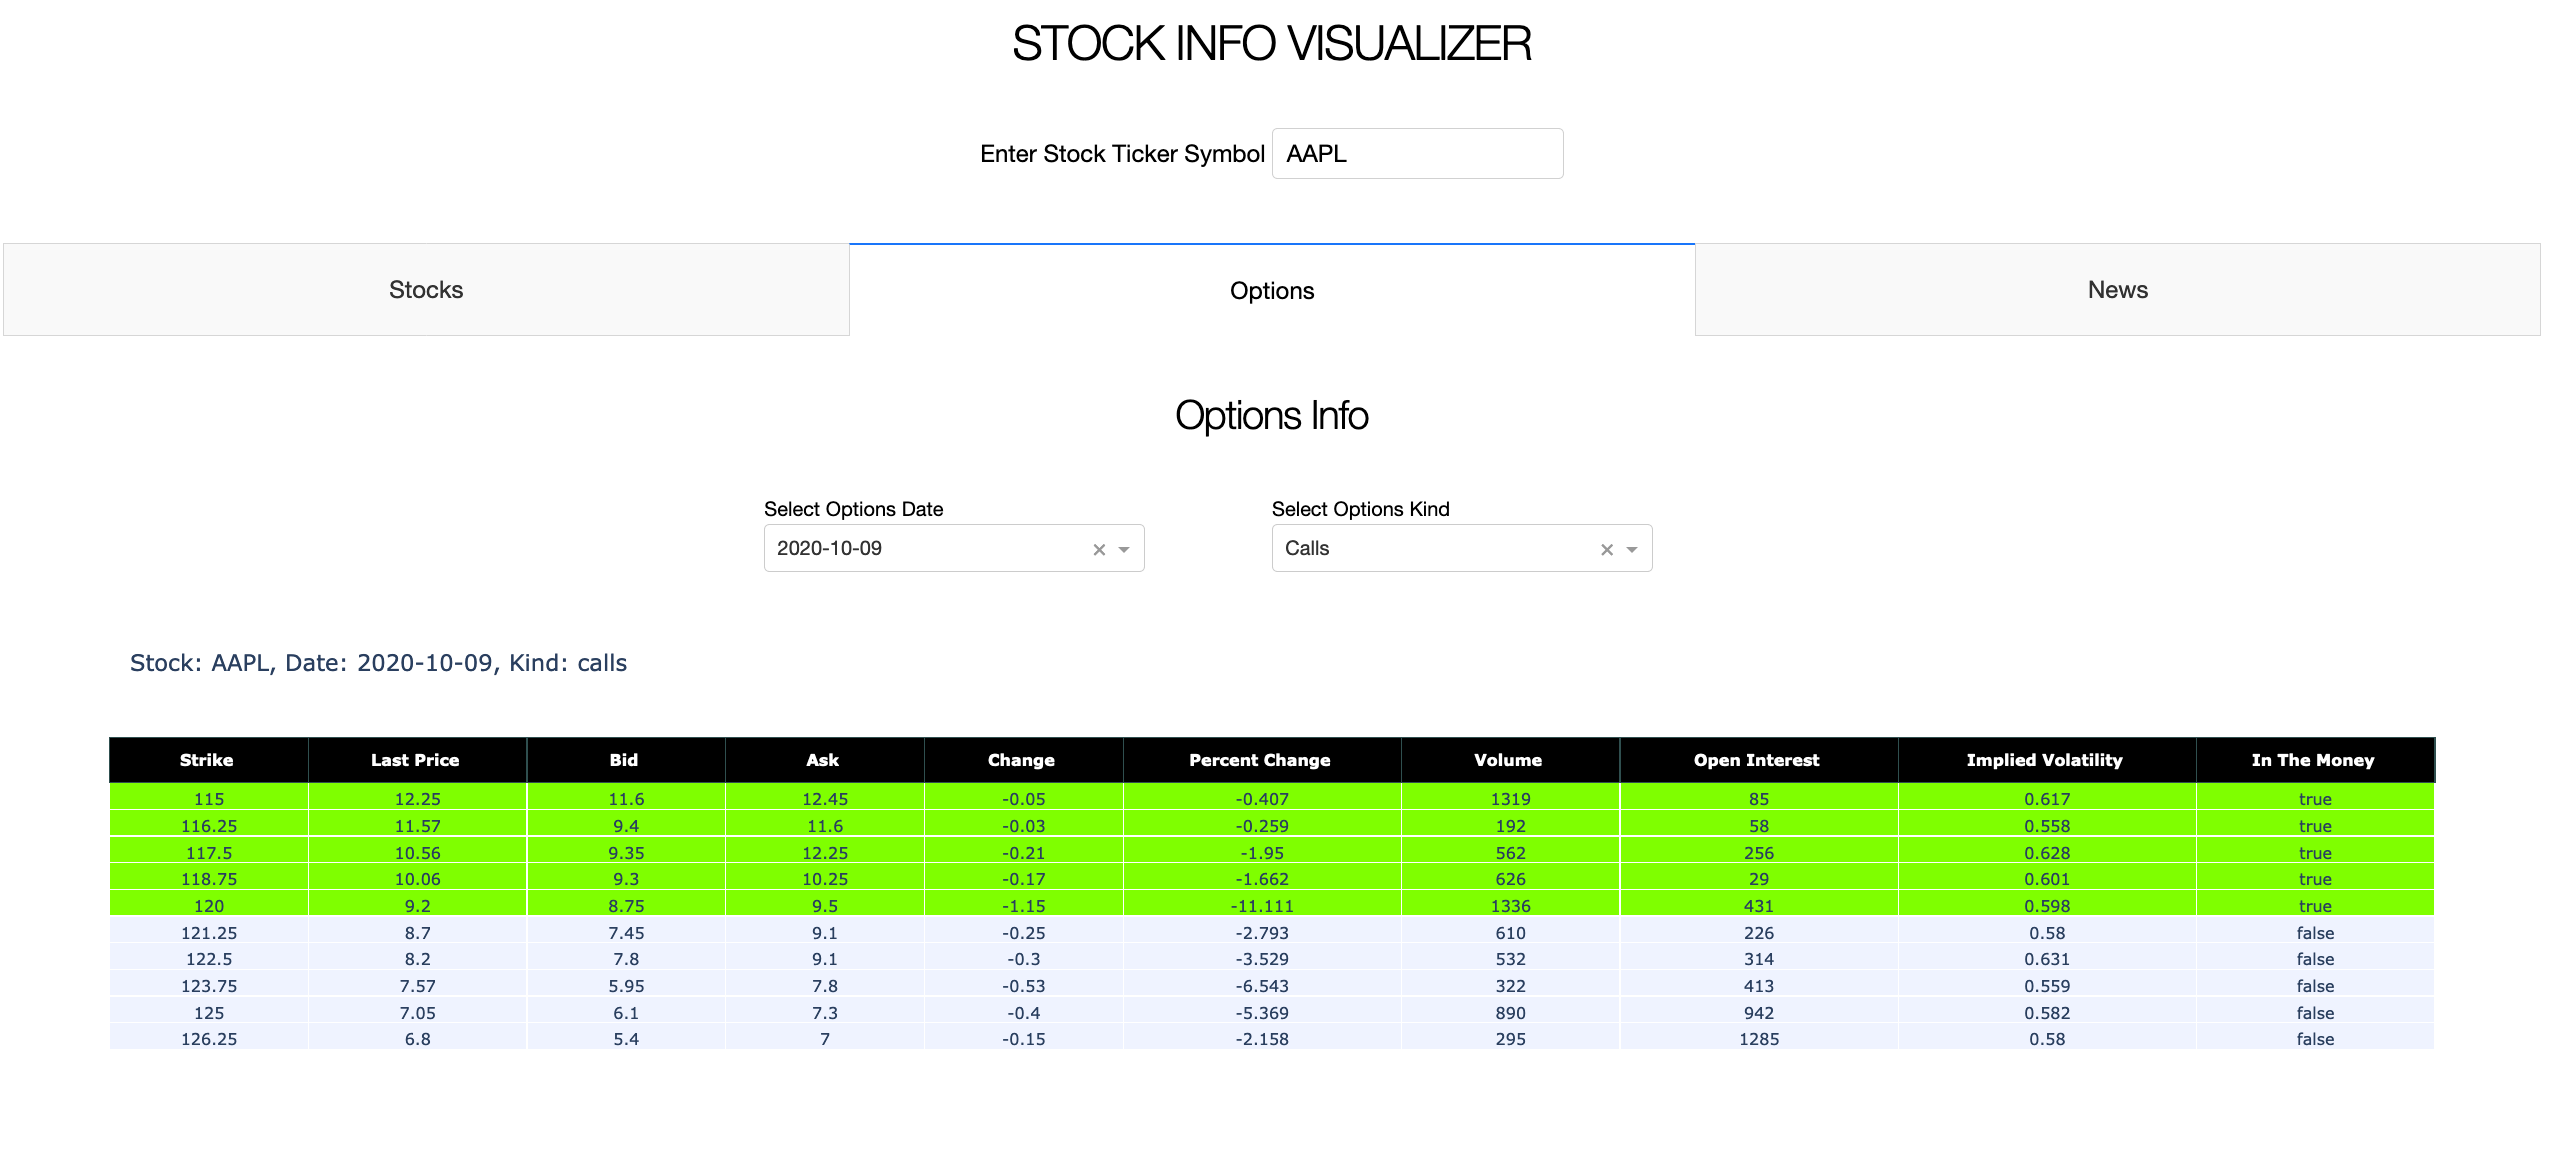 STOCK INFO VISUALIZER
Enter Stock Ticker Symbol AAPL
Stocks Options News
Options Info
Select Options Date Select Options Kind
2020-10-09 Calls
Stock: AAPL, Date: 2020-10-09, Kind: calls
Strike Last Price Bid Ask Change Percent Change Volume Open Interest Implied Volatility In The Money
115 12.25 11.6 12.45 -0.05 -0.407 1319 85 0.617 true
116.25 11.57 9.4 11.6 -0.03 -0.259 192 58 0.558 true
117.5 10.56 9.35 12.25 -0.21 -1.95 562 256 0.628 true
118.75 10.06 9.3 10.25 -0.17 -1.662 626 29 0.601 true
120 9.2 8.75 9.5 -1.15 -11.111 1336 431 0.598 true
121.25 8.7 7.45 9.1 -0.25 -2.793 610 226 0.58 false
122.5 8.2 7.8 9.1 -0.3 -3.529 532 314 0.631 false
123.75 7.57 5.95 7.8 -0.53 -6.543 322 413 0.559 false
125 7.05 6.1 7.3 -0.4 -5.369 890 942 0.582 false
126.25 6.8 5.4 7 -0.15 -2.158 295 1285 0.58 false